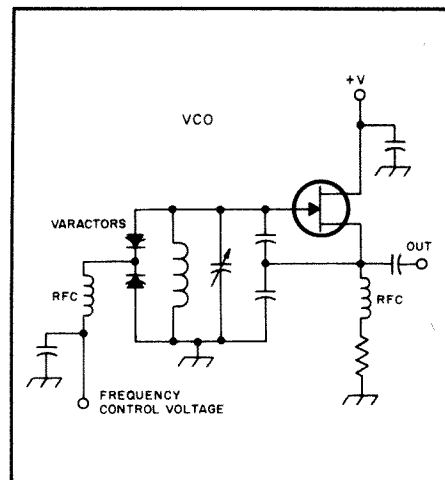 +V
VCO
VARACTORS
OUT
RFC
RFC
FREQUENCY
CONTROL VOLTAGE